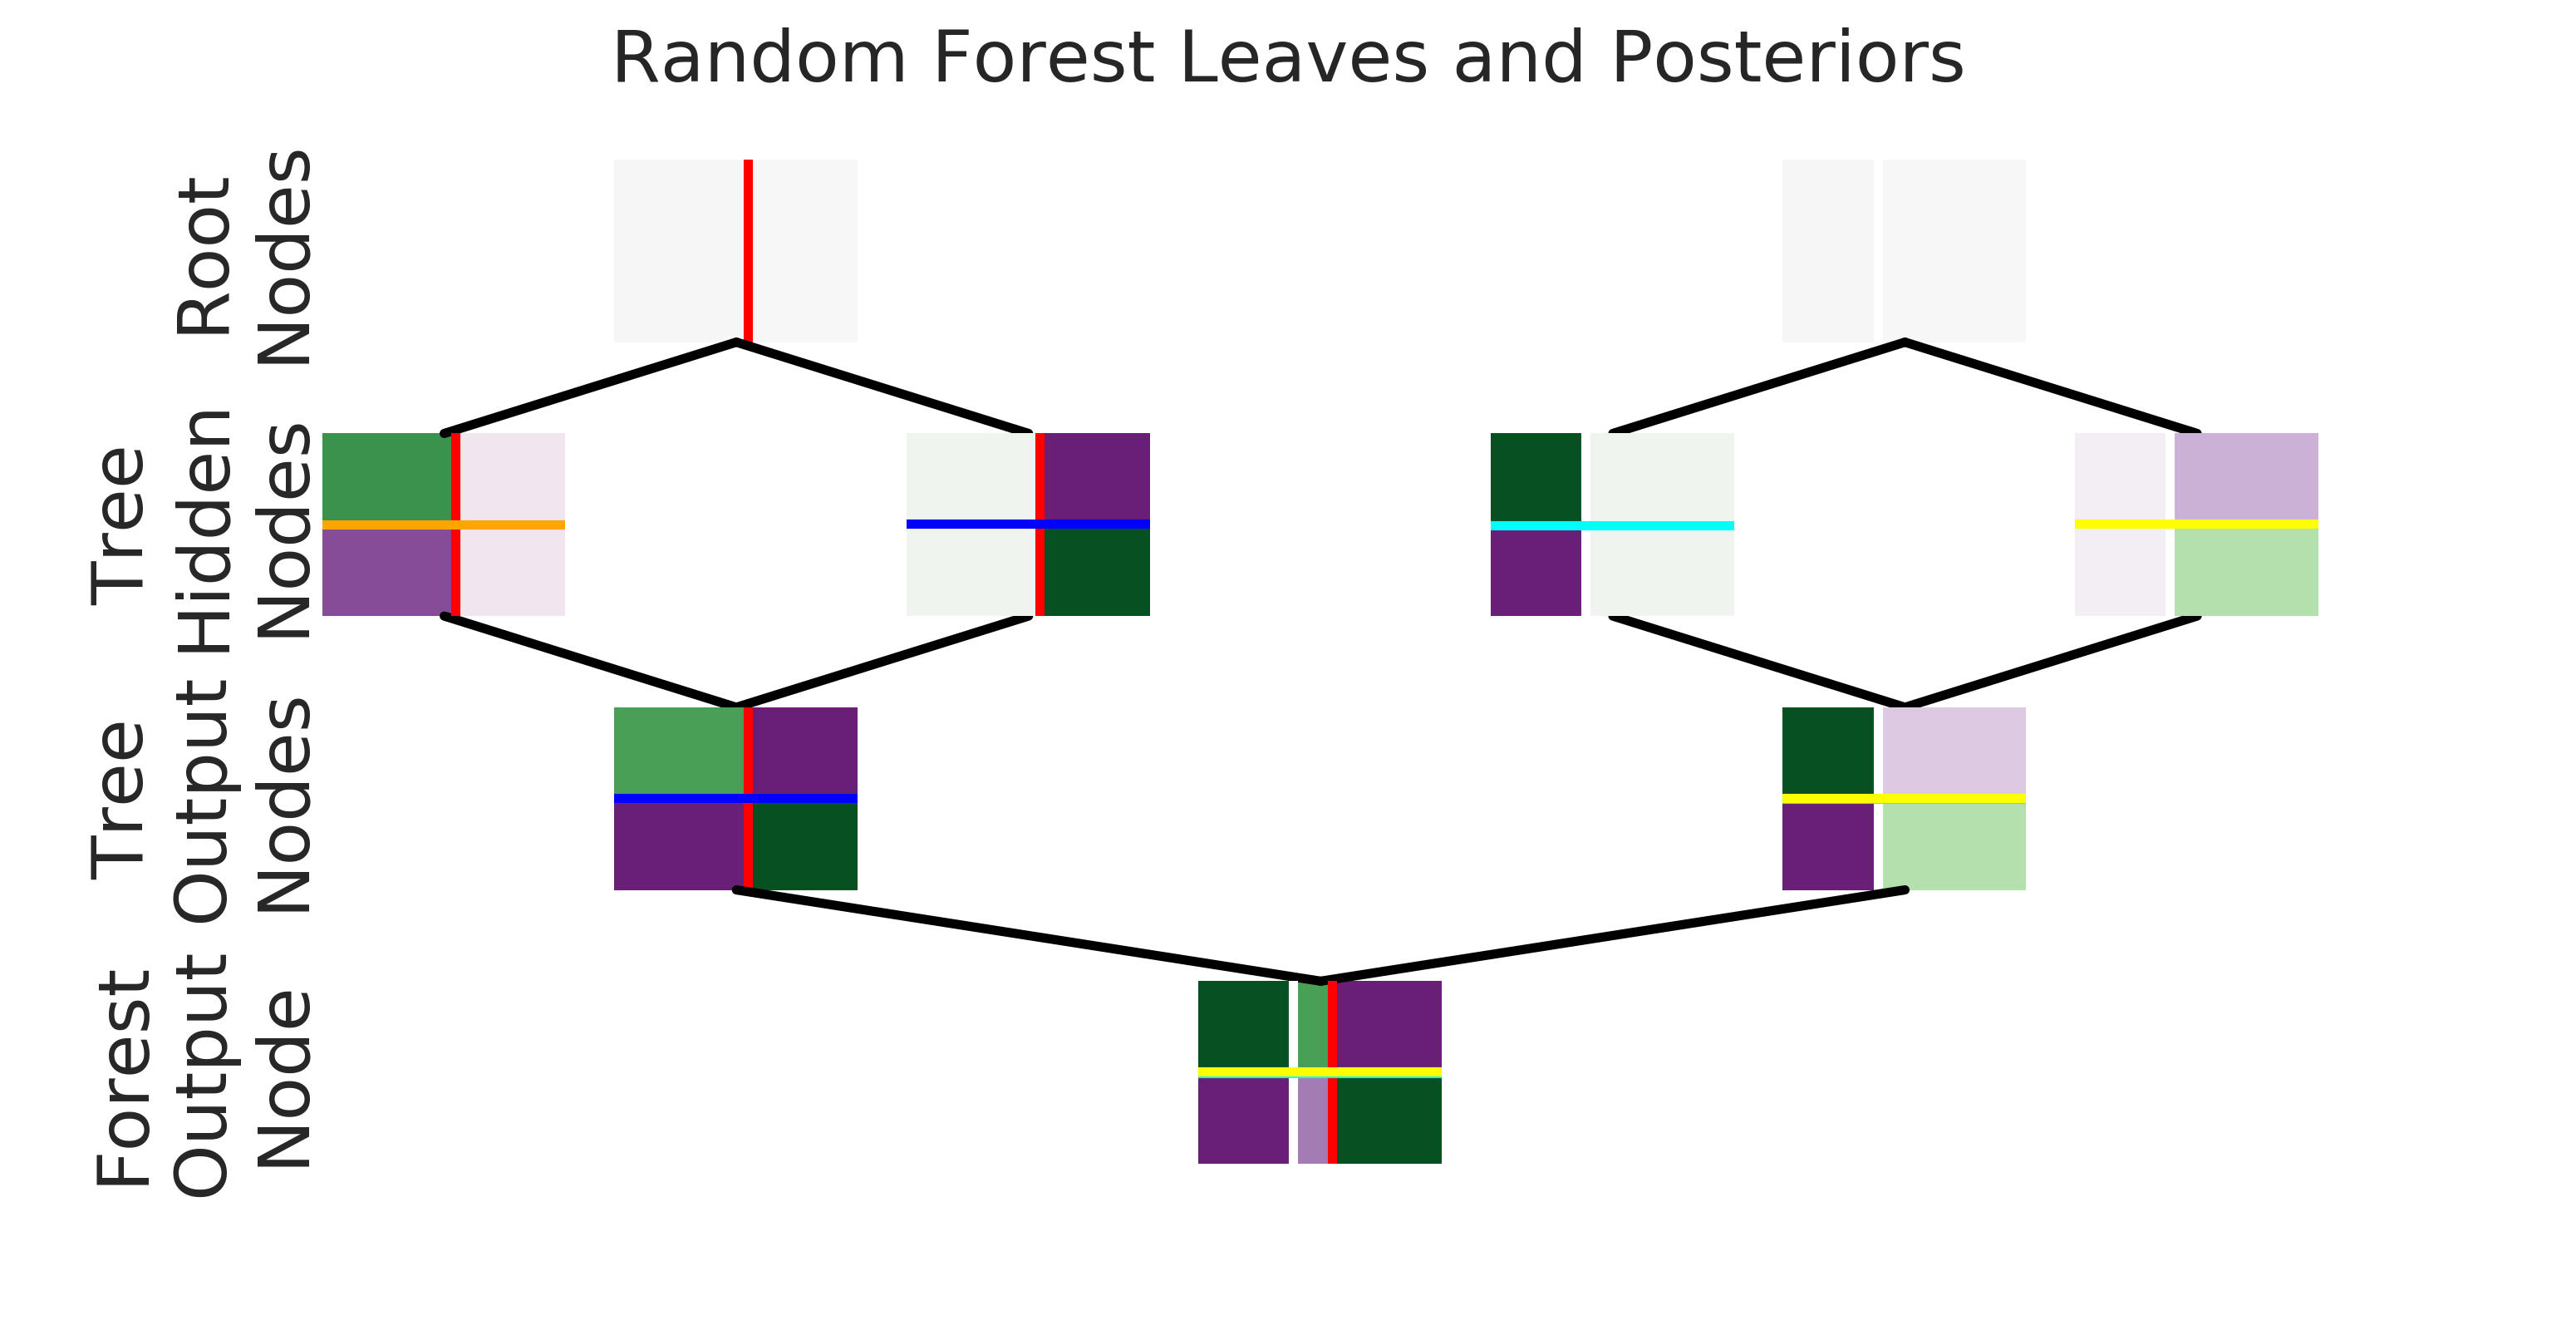 Random Forest Leaves and Posteriors
Root
Nodes
Tree
Hidden
Nodes
Tree
Output
Nodes
Forest
Output
Node